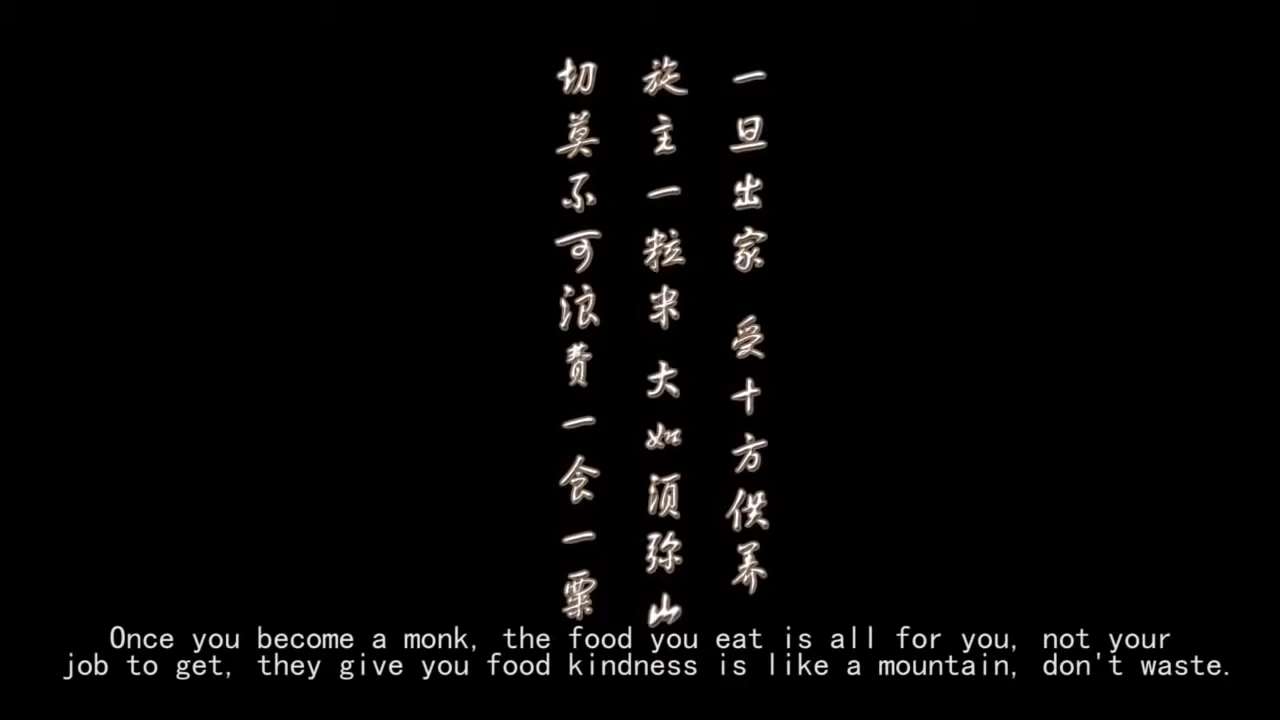 一旦出家 受十方供养
旋主一粒米 大如须弥山
切莫不可浪费一食一粟
Once you become a monk, the food you eat is all for you, not your
job to get, they give you food kindness is like a mountain, don't waste.